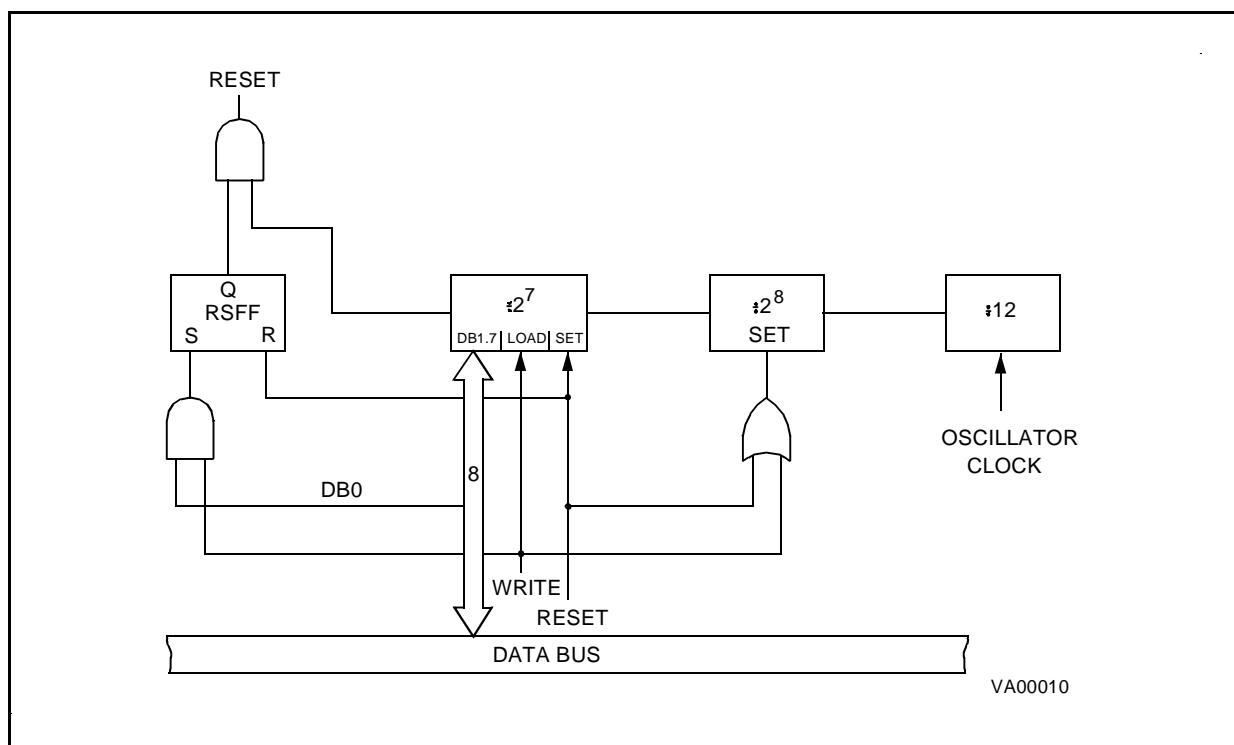 RESET
Q
RSFF
S R
÷2⁷
DB1.7 LOAD SET
÷2⁸
SET
÷12
OSCILLATOR
CLOCK
DB0
8
WRITE
RESET
DATA BUS
VA00010